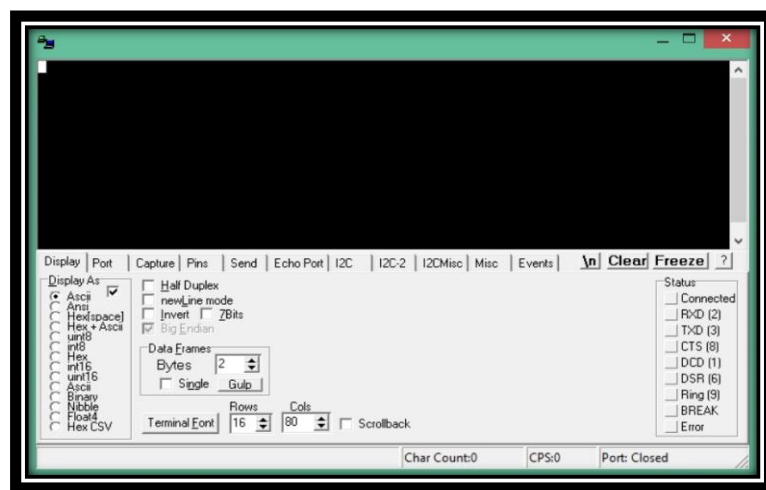 Display Port Capture Pins Send Echo Port I2C I2C-2 I2CMisc Misc Events \n Clear Freeze ?
Display As
Ascii
Ansi
Hex[space]
Hex + Ascii
uint8
int8
Hex
int16
uint16
Ascii
Binary
Nibble
Float4
Hex CSV
Half Duplex
newLine mode
Invert 7Bits
Big Endian
Data Frames
Bytes 2
Single Gulp
Rows Cols
Terminal Font 16 80 Scrollback
Status
Connected
RXD (2)
TXD (3)
CTS (8)
DCD (1)
DSR (6)
Ring (9)
BREAK
Error
Char Count:0 CPS:0 Port: Closed